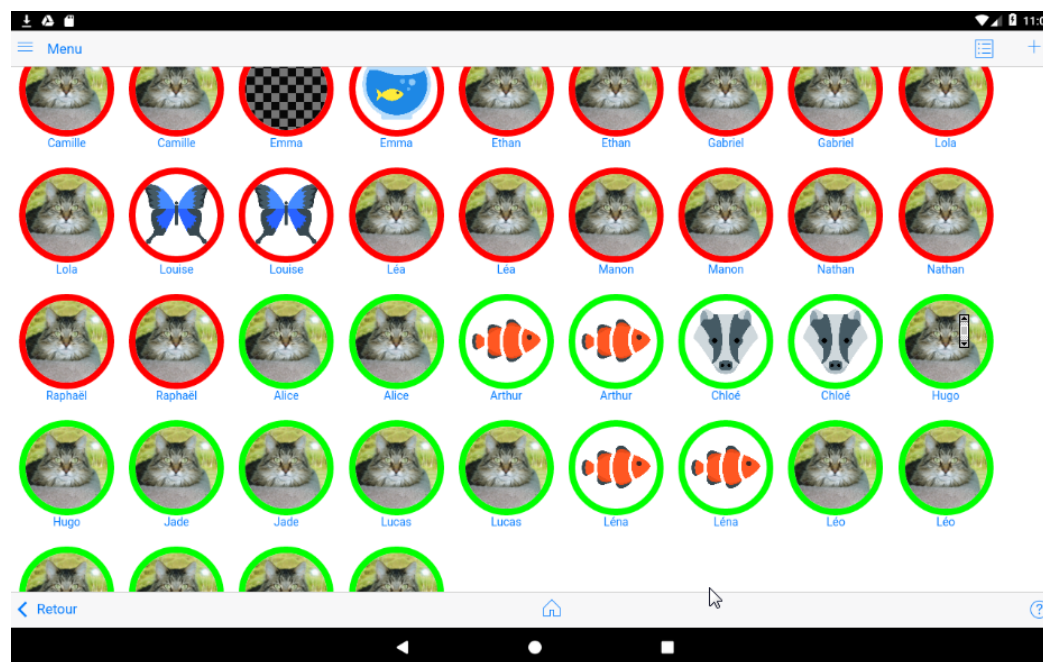 11:0
Menu
Camille Camille Emma Emma Ethan Ethan Gabriel Gabriel Lola
Lola Louise Louise Léa Léa Manon Manon Nathan Nathan
Raphaël Raphaël Alice Alice Arthur Arthur Chloé Chloé Hugo
Hugo Jade Jade Lucas Lucas Léna Léna Léo Léo
Retour